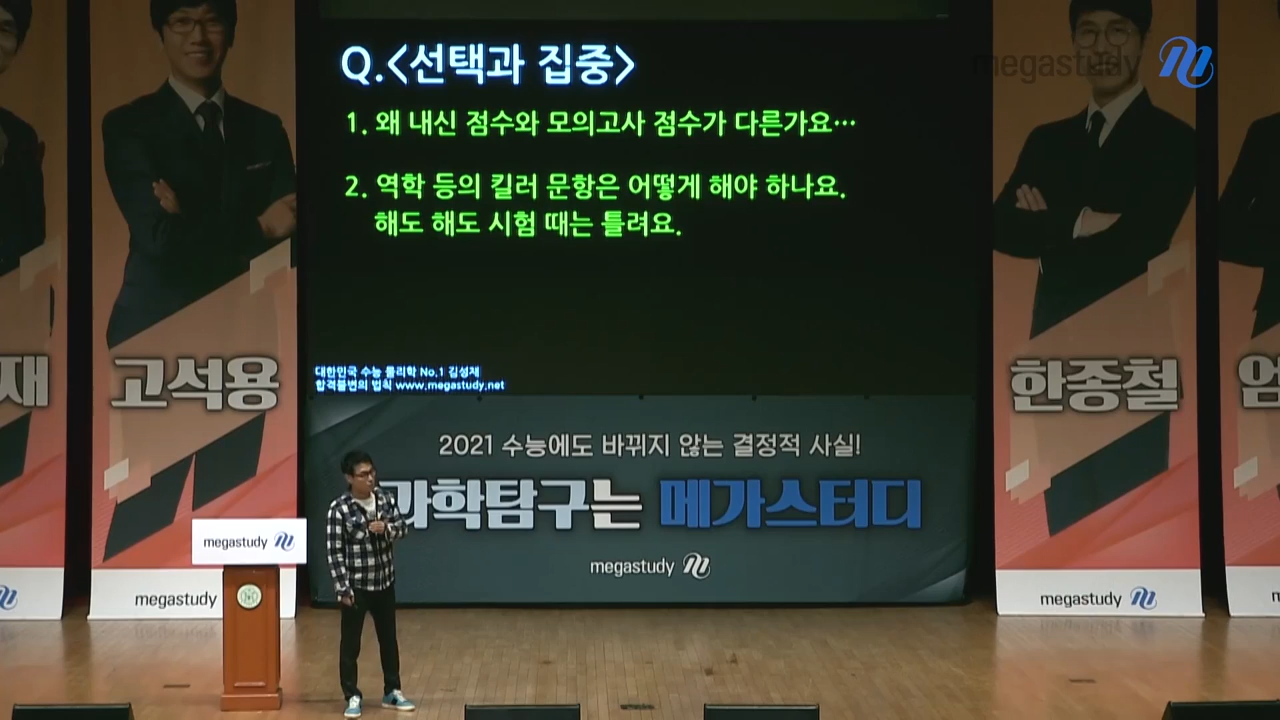 Q.<선택과 집중>
1. 왜 내신 점수와 모의고사 점수가 다른가요…
2. 역학 등의 킬러 문항은 어떻게 해야 하나요.
해도 해도 시험 때는 틀려요.
대한민국 수능 물리학 No.1 김성재
합격불변의 법칙 www.megastudy.net
megastudy
재
고석용
한종철
엄
2021 수능에도 바뀌지 않는 결정적 사실!
과학탐구는 메가스터디
megastudy
megastudy
megastudy
megastudy